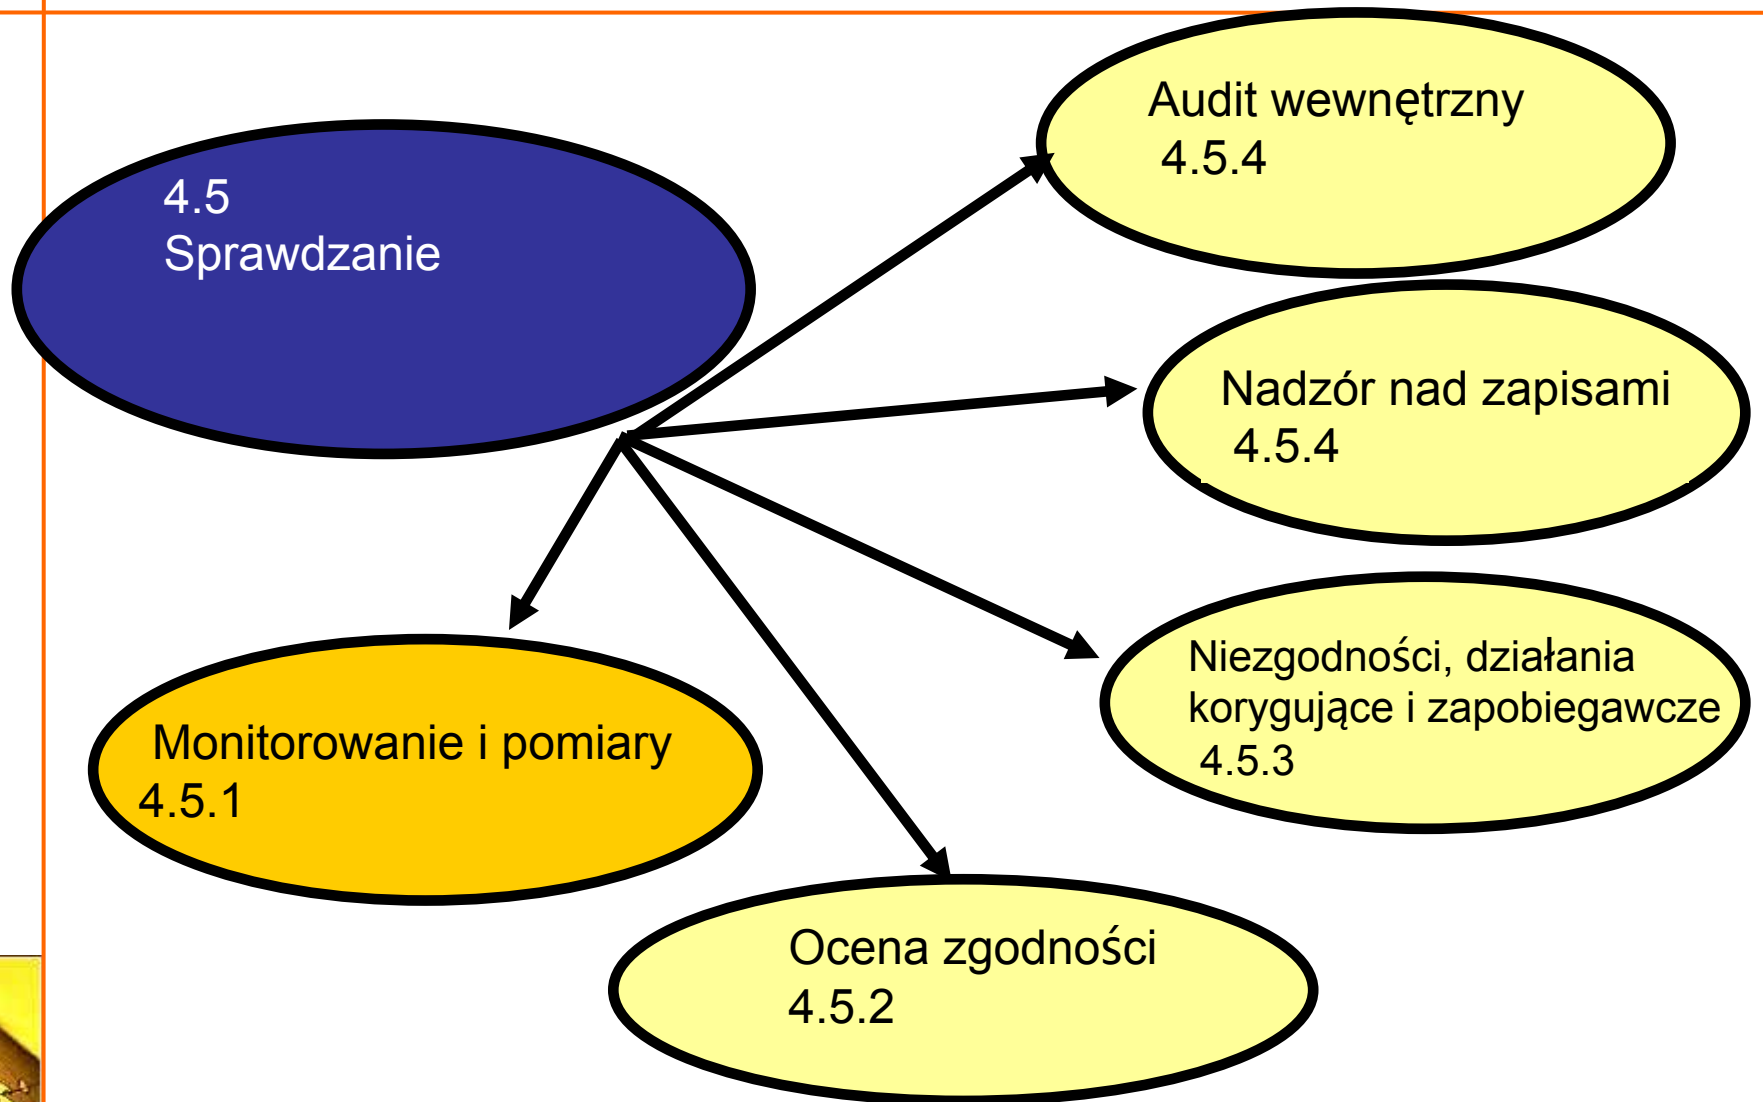 4.5
Sprawdzanie
Audit wewnętrzny
4.5.4
Nadzór nad zapisami
4.5.4
Niezgodności, działania
korygujące i zapobiegawcze
4.5.3
Monitorowanie i pomiary
4.5.1
Ocena zgodności
4.5.2